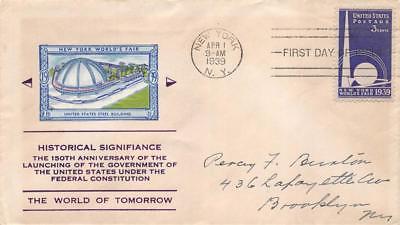 NEW YORK WORLD'S FAIR
19 39
UNITED STATES STEEL BUILDING
HISTORICAL SIGNIFIANCE
THE 150TH ANNIVERSARY OF THE
LAUNCHING OF THE GOVERNMENT OF
THE UNITED STATES UNDER THE
FEDERAL CONSTITUTION
THE WORLD OF TOMORROW
NEW YORK
APR 1
9-AM
1939
N.Y.
FIRST DAY OF
UNITED STATES
POSTAGE
3 CENTS
NEW YORK
WORLD'S FAIR 1939
Percy F. Buxton
436 Lafayette Av
Brooklyn
Ny